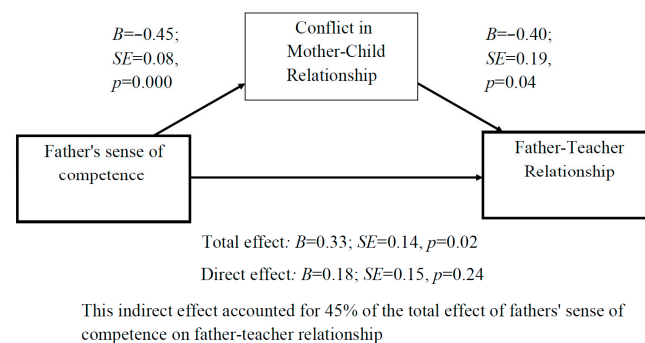 B=−0.45;
SE=0.08,
p=0.000
Conflict in
Mother-Child
Relationship
B=−0.40;
SE=0.19,
p=0.04
Father's sense of
competence
Father-Teacher
Relationship
Total effect: B=0.33; SE=0.14, p=0.02
Direct effect: B=0.18; SE=0.15, p=0.24
This indirect effect accounted for 45% of the total effect of fathers' sense of
competence on father-teacher relationship